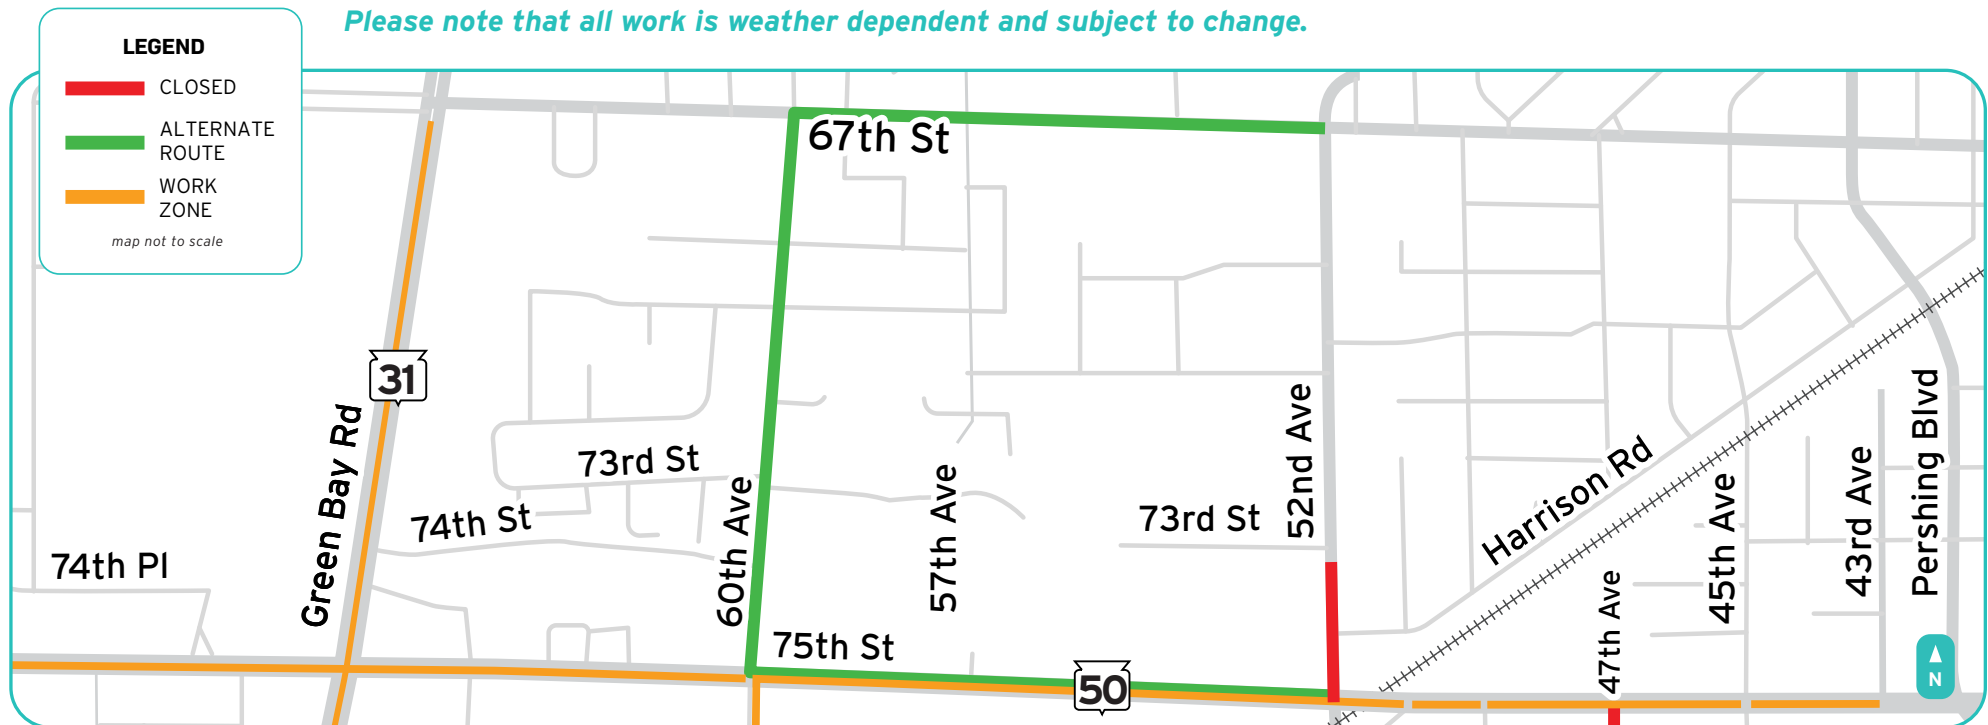 Please note that all work is weather dependent and subject to change.
LEGEND
CLOSED
ALTERNATE
ROUTE
WORK
ZONE
map not to scale
67th St
31
Green Bay Rd
73rd St
74th St
74th Pl
60th Ave
57th Ave
52nd Ave
73rd St
75th St
50
Harrison Rd
47th Ave
45th Ave
43rd Ave
Pershing Blvd
N